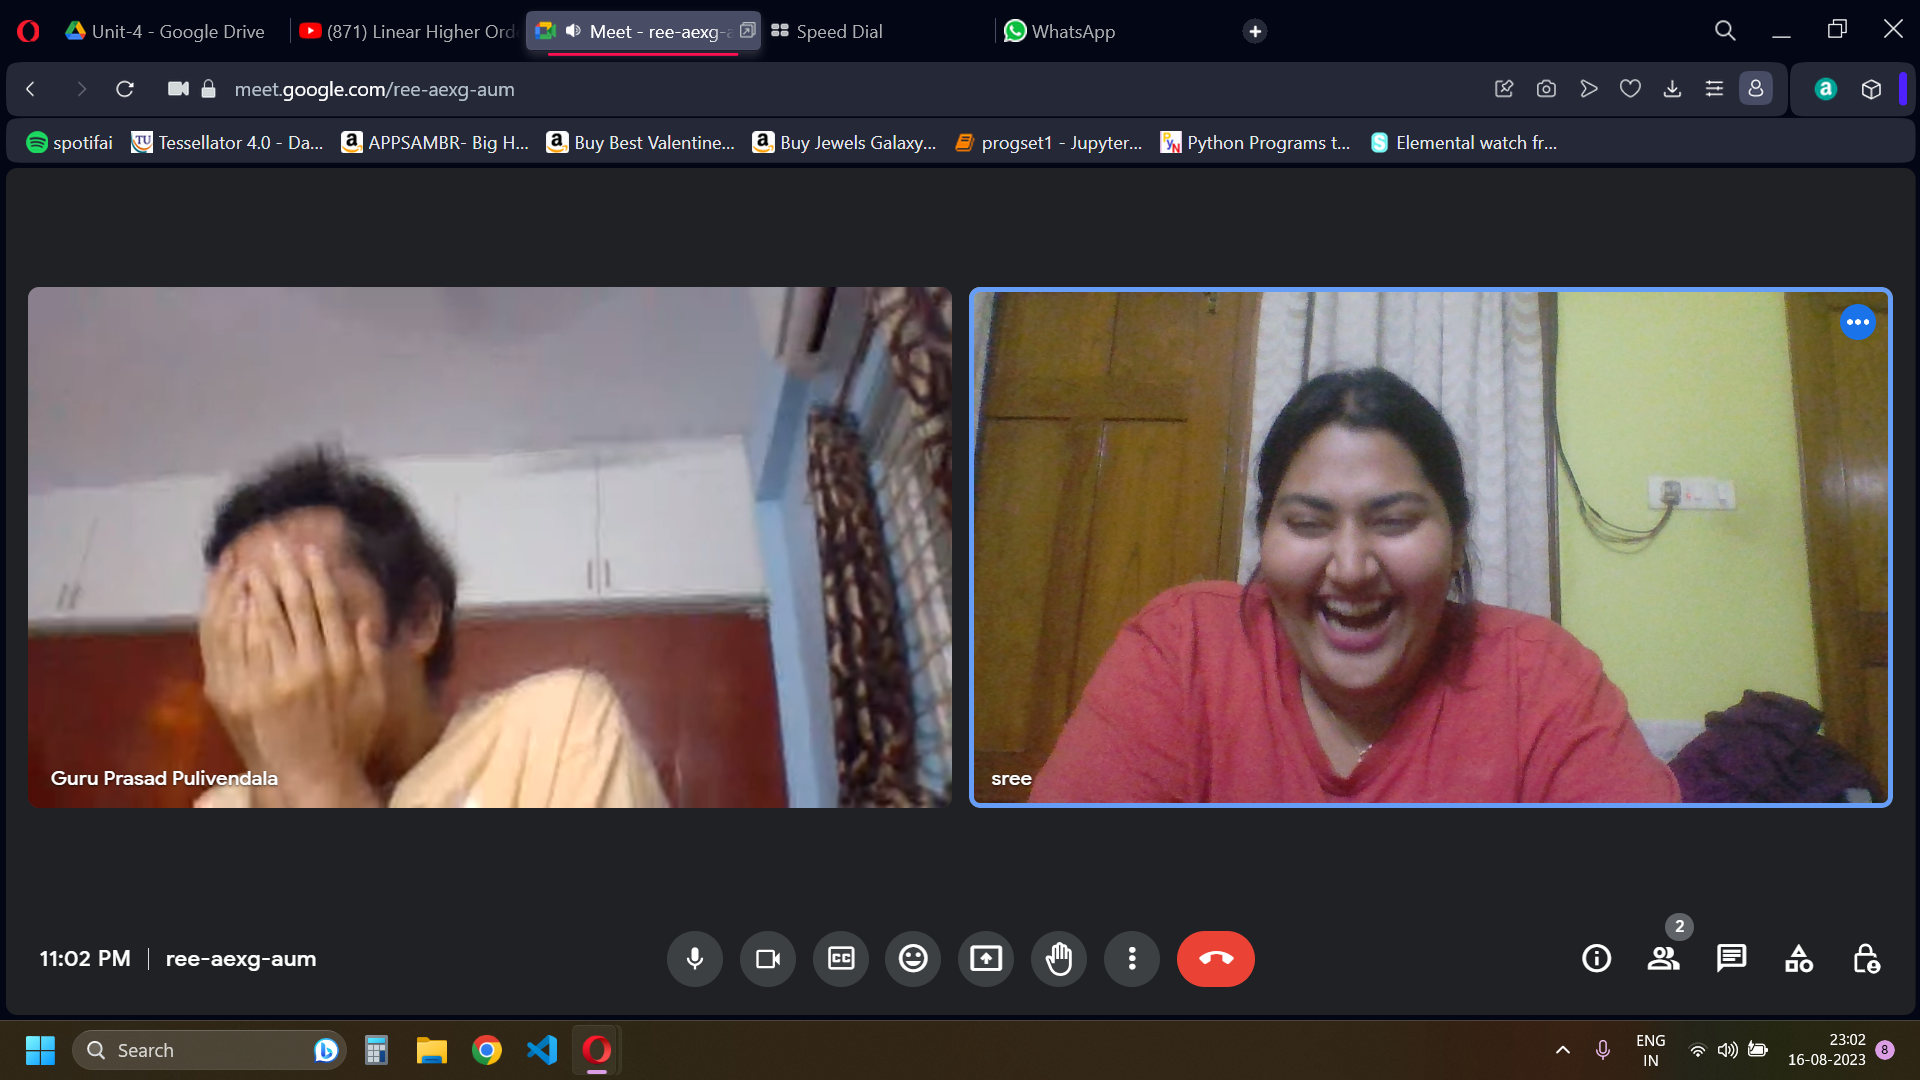 Unit-4 - Google Drive
(871) Linear Higher Ord
Meet - ree-aexg-a
Speed Dial
WhatsApp
meet.google.com/ree-aexg-aum
spotifai
Tessellator 4.0 - Da...
APPSAMBR- Big H...
Buy Best Valentine...
Buy Jewels Galaxy...
progset1 - Jupyter...
Python Programs t...
Elemental watch fr...
Guru Prasad Pulivendala
sree
11:02 PM
ree-aexg-aum
CC
2
Search
ENG
IN
23:02
16-08-2023
8